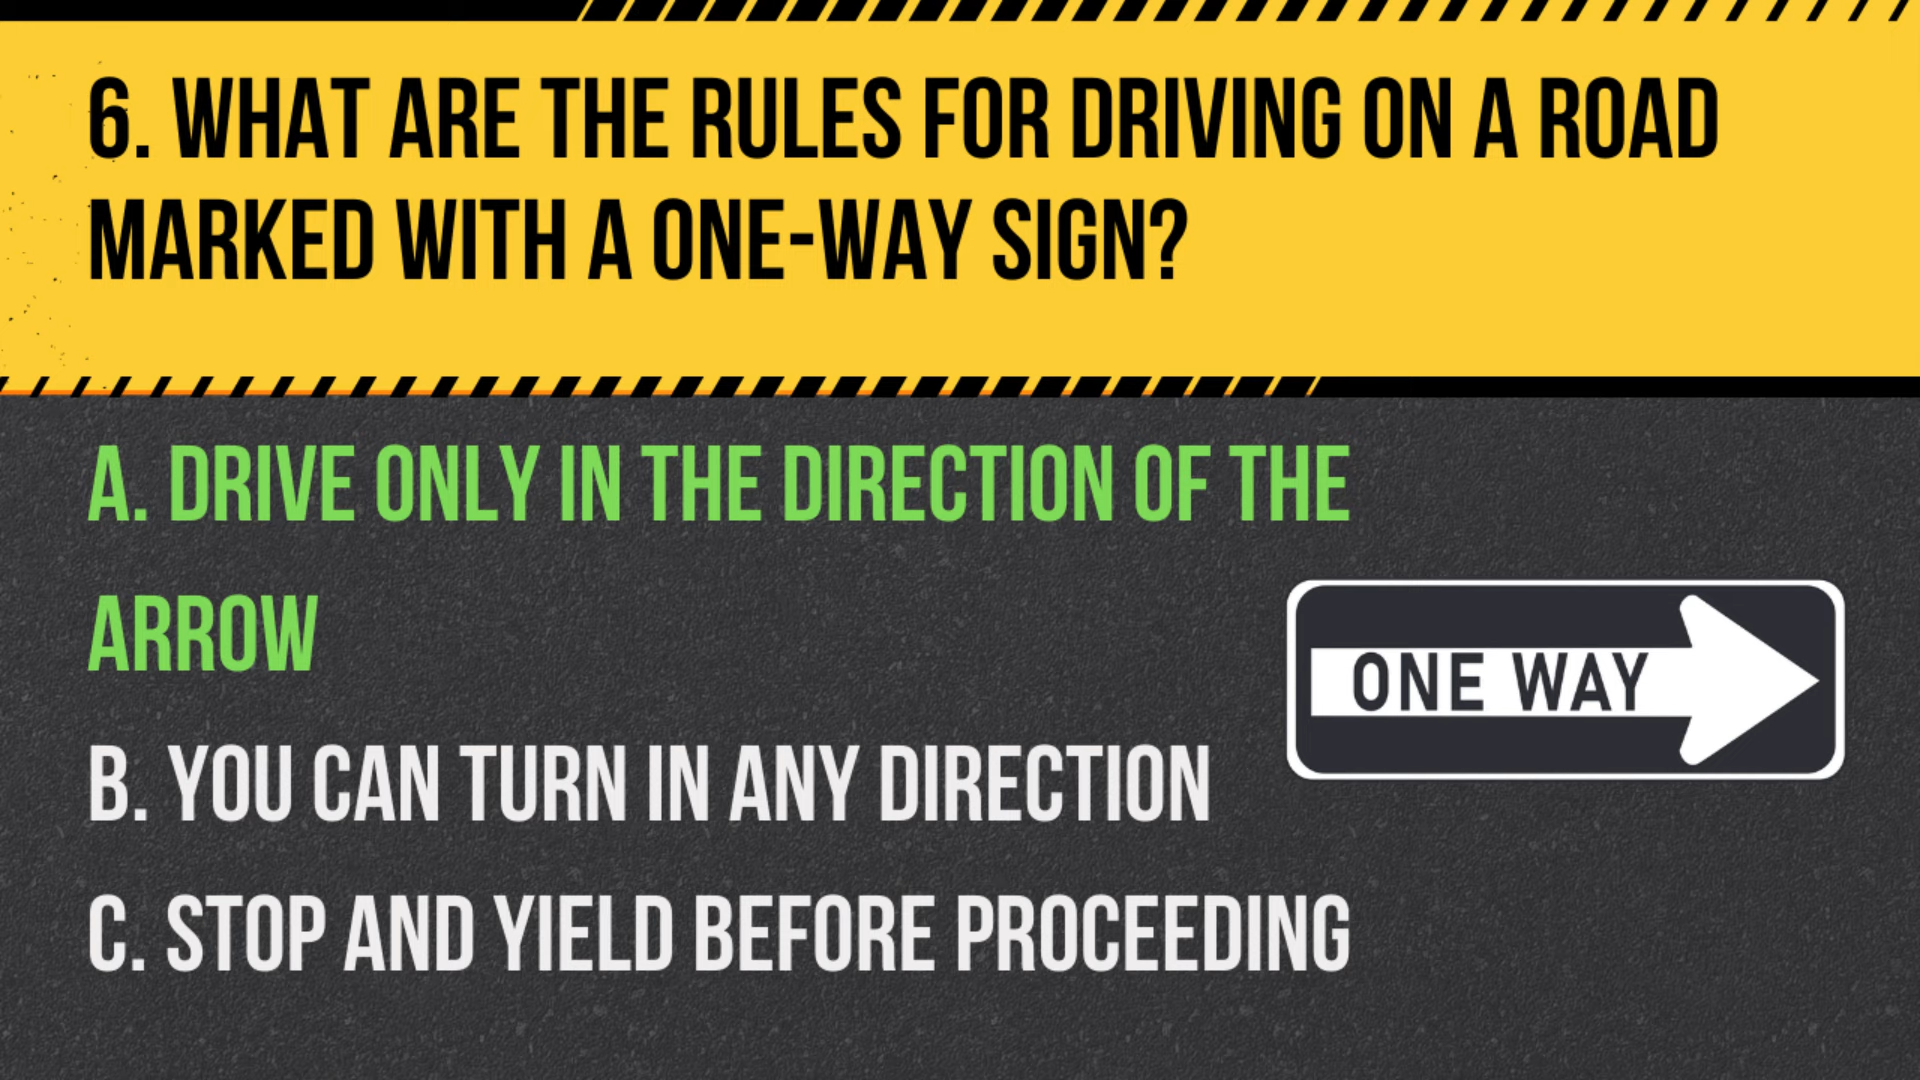 6. WHAT ARE THE RULES FOR DRIVING ON A ROAD
MARKED WITH A ONE-WAY SIGN?
A. DRIVE ONLY IN THE DIRECTION OF THE
ARROW
ONE WAY
B. YOU CAN TURN IN ANY DIRECTION
C. STOP AND YIELD BEFORE PROCEEDING